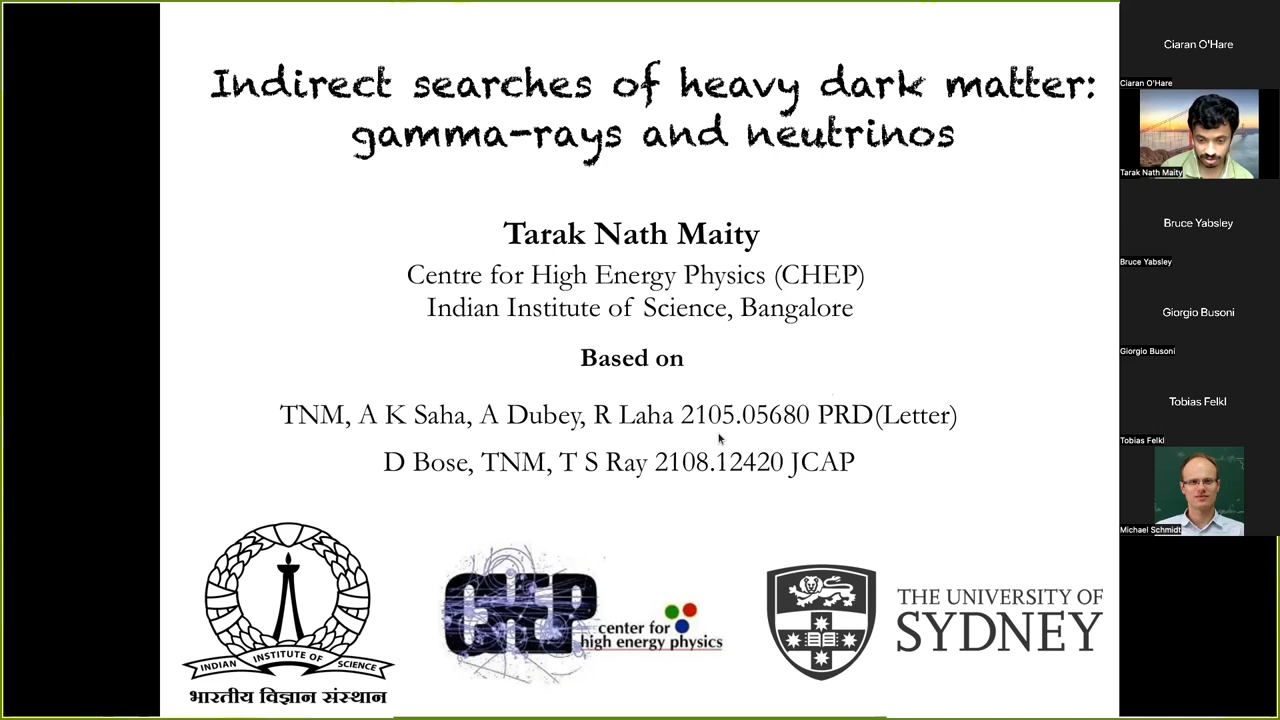 Indirect searches of heavy dark matter:
gamma-rays and neutrinos
Tarak Nath Maity
Centre for High Energy Physics (CHEP)
Indian Institute of Science, Bangalore
Based on
TNM, A K Saha, A Dubey, R Laha 2105.05680 PRD(Letter)
D Bose, TNM, T S Ray 2108.12420 JCAP
INDIAN INSTITUTE OF SCIENCE
भारतीय विज्ञान संस्थान
CHEP
center for
high energy physics
THE UNIVERSITY OF
SYDNEY
Ciaran O'Hare
Ciaran O'Hare
Tarak Nath Maity
Bruce Yabsley
Bruce Yabsley
Giorgio Busoni
Giorgio Busoni
Tobias Felkl
Tobias Felkl
Michael Schmidt